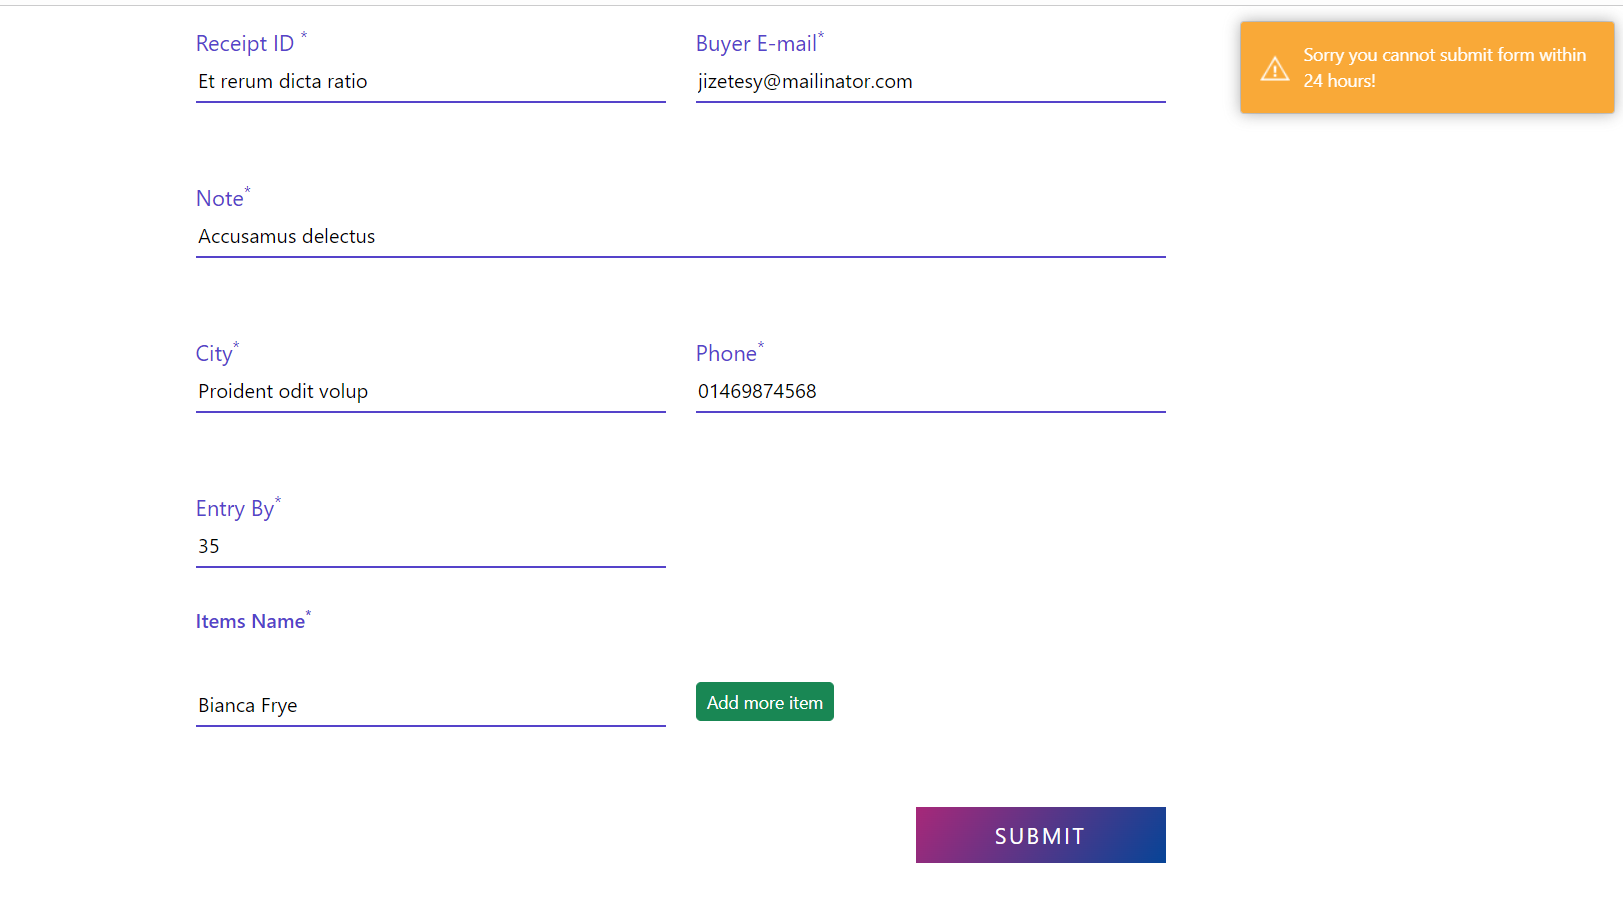 Receipt ID *
Buyer E-mail*
Et rerum dicta ratio
jizetesy@mailinator.com
Sorry you cannot submit form within
24 hours!
Note*
Accusamus delectus
City*
Phone*
Proident odit volup
01469874568
Entry By*
35
Items Name*
Bianca Frye
Add more item
SUBMIT